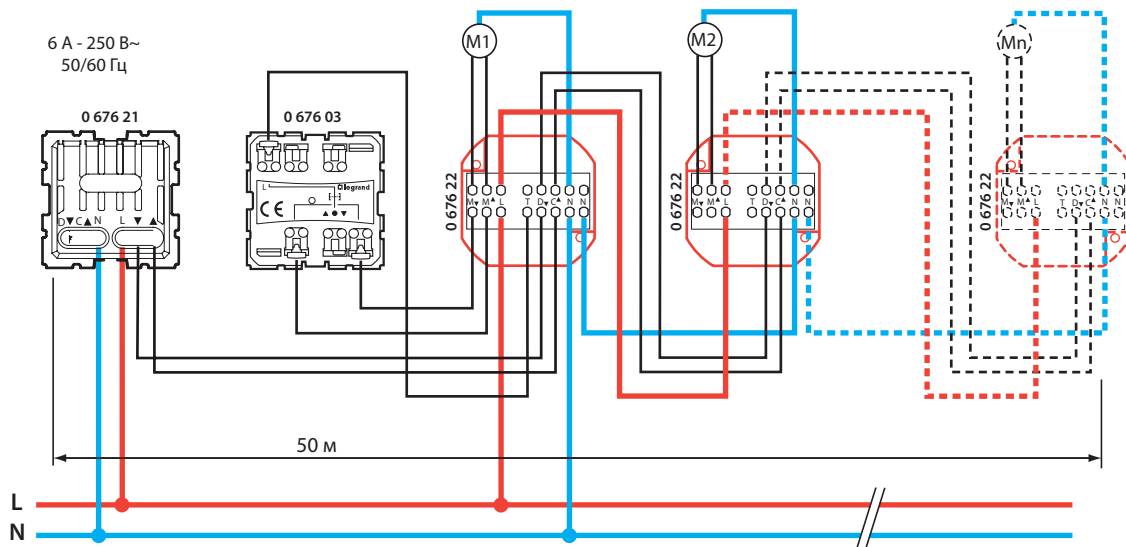 6 А - 250 В~
50/60 Гц
0 676 21
0 676 03
M1
M2
Mn
0 676 22
0 676 22
0 676 22
L
legrand
CE
D▼C▲N L ▼ ▲
▲ ● ▼
M▼ M▲ L T D▼ C▲ N N
M▼ M▲ L T D▼ C▲ N N
M▼ M▲ L T D▼ C▲ N N
50 м
L
N